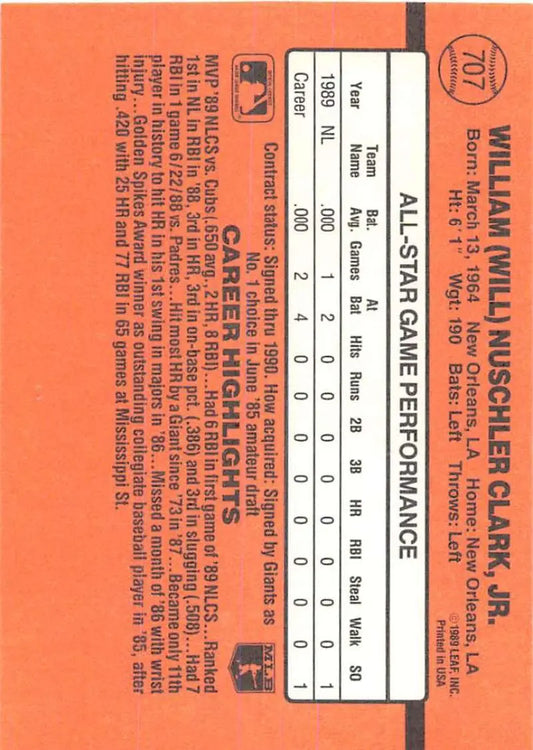 707
WILLIAM (WILL) NUSCHLER CLARK, JR.
Born: March 13, 1964 New Orleans, LA Home: New Orleans, LA
Ht: 6' 1" Wgt: 190 Bats: Left Throws: Left
©1989 LEAF, INC.
Printed in USA
ALL-STAR GAME PERFORMANCE
Year Team Name Bat. Avg. Games At Bat Hits Runs 2B 3B HR RBI Steal Walk SO
1989 NL .000 1 2 0 0 0 0 0 0 0 0 1
Career .000 2 4 0 0 0 0 0 0 0 0 1
Contract status: Signed thru 1990. How acquired: Signed by Giants as
No. 1 choice in June '85 amateur draft
MLB
CAREER HIGHLIGHTS
MVP '89 NLCS vs. Cubs (.650 avg., 2 HR, 8 RBI)...Had 6 RBI in first game of '89 NLCS...Ranked
1st in NL in RBI in '88, 3rd in HR, 3rd in on-base pct. (.386) and 3rd in slugging (.508)...Had 7
RBI in 1 game 6/22/88 vs. Padres...Hit most HR by a Giant since '73 in '87...Became only 11th
player in history to hit HR in his 1st swing in majors in '86...Missed a month of '86 with wrist
injury...Golden Spikes Award winner as outstanding collegiate baseball player in '85, after
hitting .420 with 25 HR and 77 RBI in 65 games at Mississippi St.